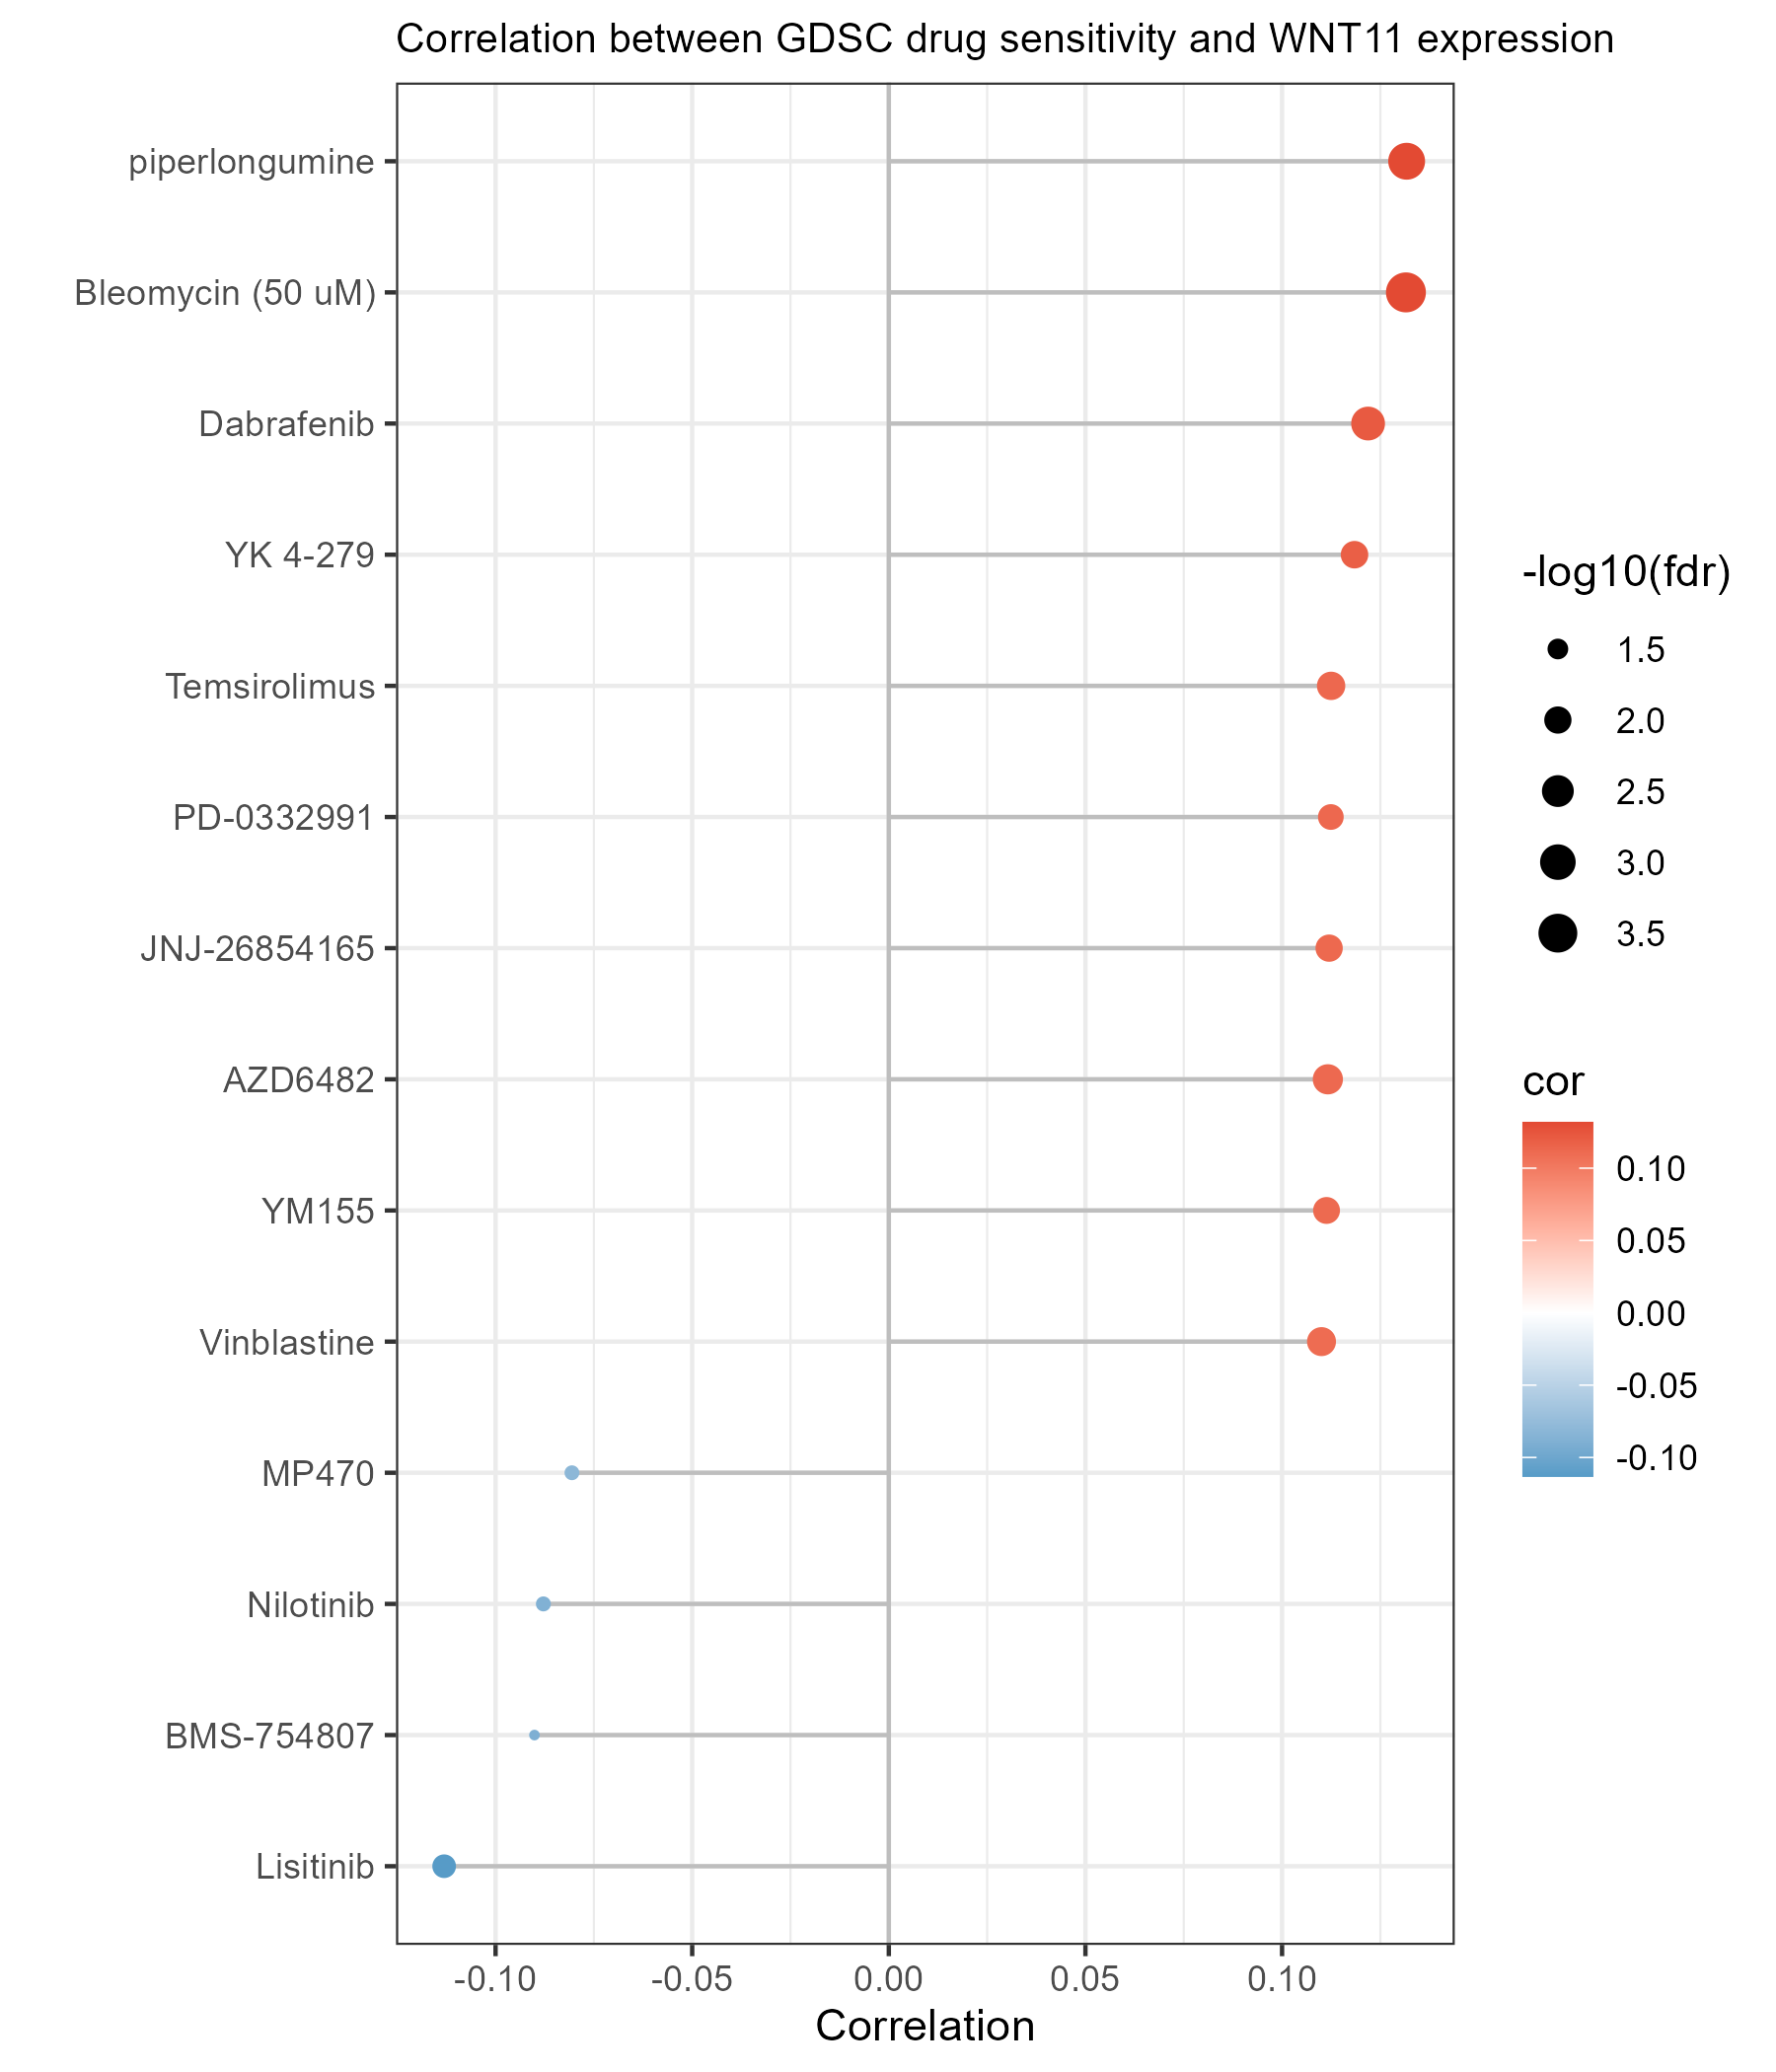 Correlation between GDSC drug sensitivity and WNT11 expression
piperlongumine
Bleomycin (50 uM)
Dabrafenib
YK 4-279
Temsirolimus
PD-0332991
JNJ-26854165
AZD6482
YM155
Vinblastine
MP470
Nilotinib
BMS-754807
Lisitinib
-0.10
-0.05
0.00
0.05
0.10
Correlation
-log10(fdr)
1.5
2.0
2.5
3.0
3.5
cor
0.10
0.05
0.00
-0.05
-0.10